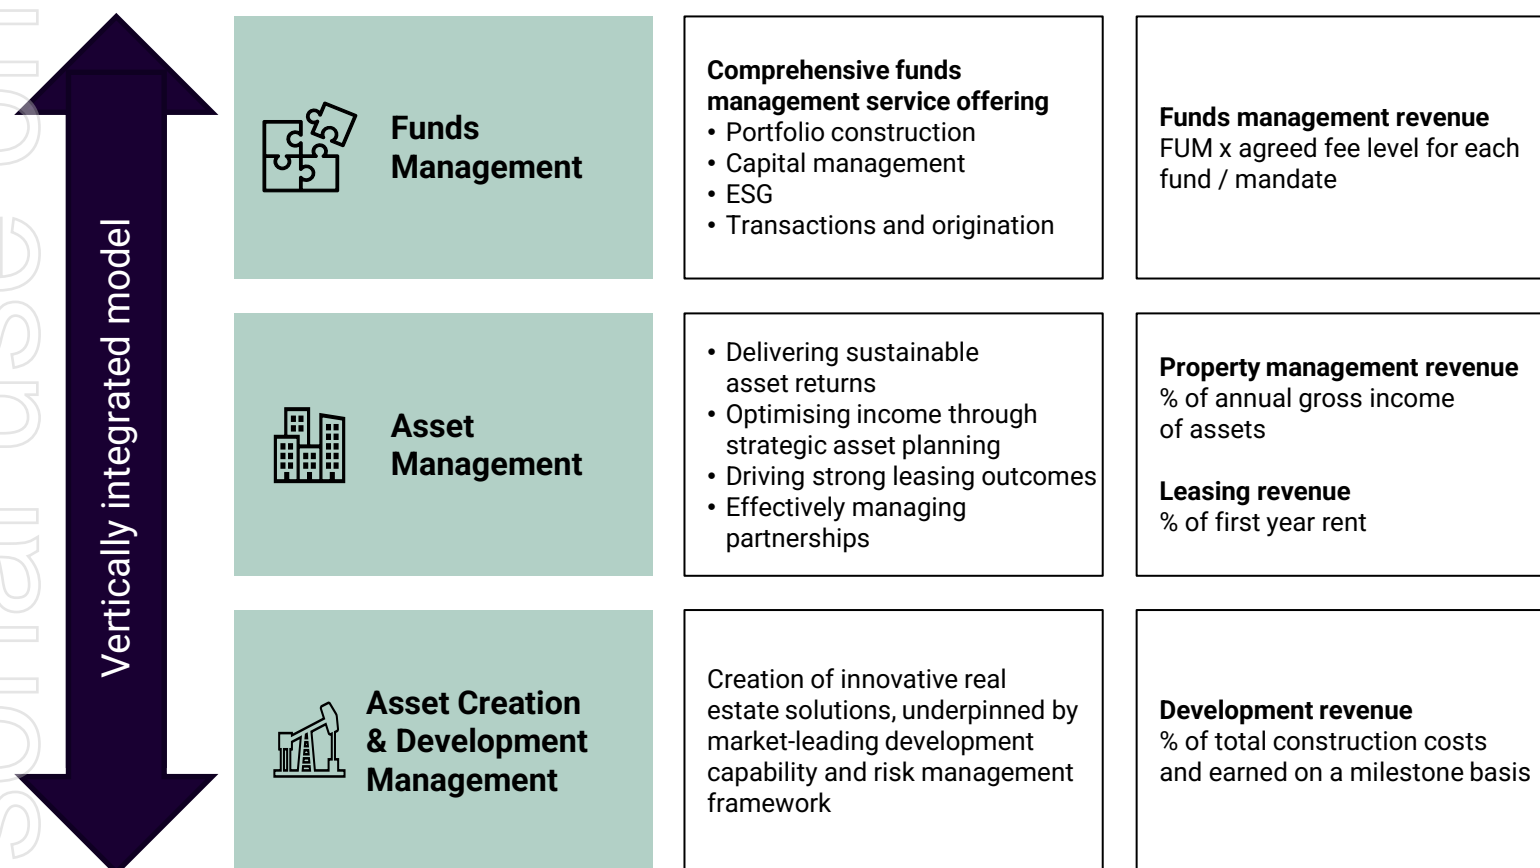 Vertically integrated model
Funds
Management
Comprehensive funds
management service offering
• Portfolio construction
• Capital management
• ESG
• Transactions and origination
Funds management revenue
FUM x agreed fee level for each
fund / mandate
Asset
Management
• Delivering sustainable
asset returns
• Optimising income through
strategic asset planning
• Driving strong leasing outcomes
• Effectively managing
partnerships
Property management revenue
% of annual gross income
of assets
Leasing revenue
% of first year rent
Asset Creation
& Development
Management
Creation of innovative real
estate solutions, underpinned by
market-leading development
capability and risk management
framework
Development revenue
% of total construction costs
and earned on a milestone basis